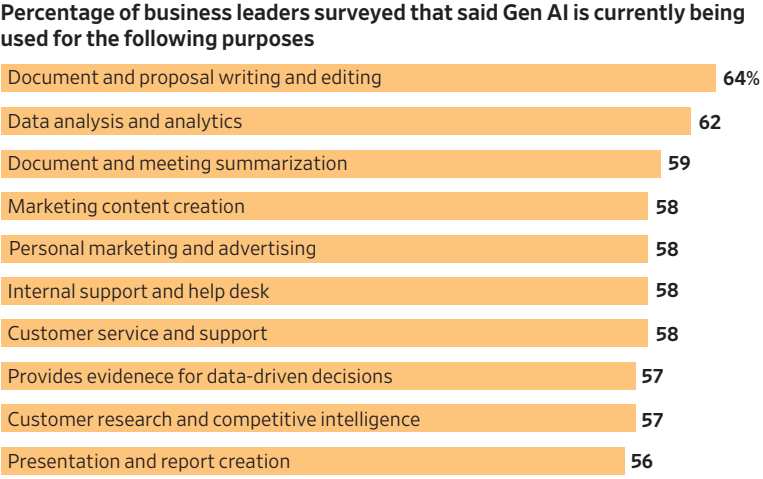 Percentage of business leaders surveyed that said Gen AI is currently being
used for the following purposes
Document and proposal writing and editing 64%
Data analysis and analytics 62
Document and meeting summarization 59
Marketing content creation 58
Personal marketing and advertising 58
Internal support and help desk 58
Customer service and support 58
Provides evidenece for data-driven decisions 57
Customer research and competitive intelligence 57
Presentation and report creation 56